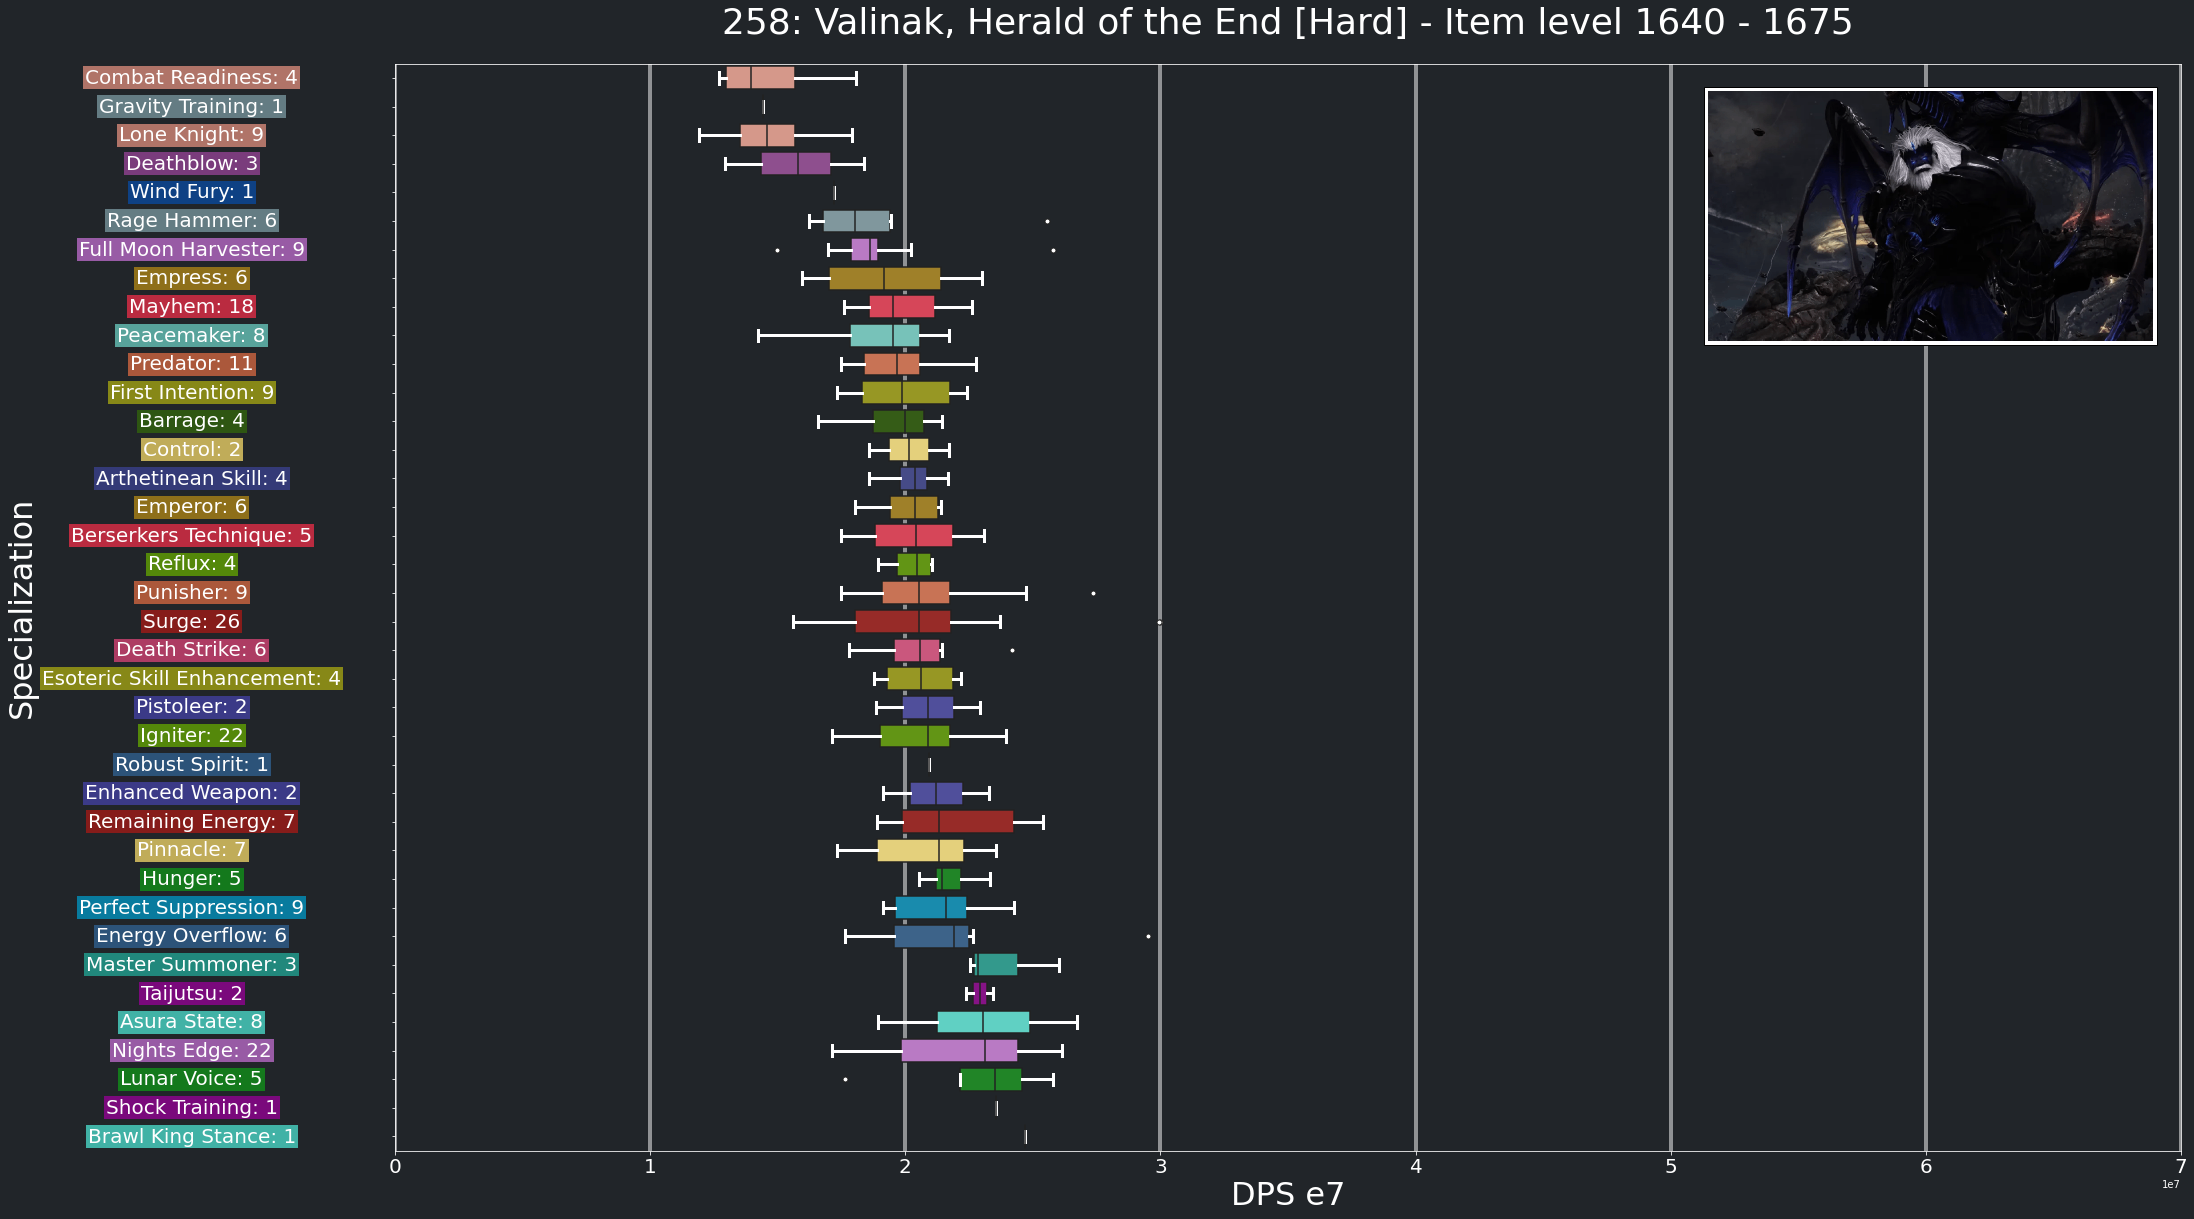 258: Valinak, Herald of the End [Hard] - Item level 1640 - 1675
Specialization
Combat Readiness: 4
Gravity Training: 1
Lone Knight: 9
Deathblow: 3
Wind Fury: 1
Rage Hammer: 6
Full Moon Harvester: 9
Empress: 6
Mayhem: 18
Peacemaker: 8
Predator: 11
First Intention: 9
Barrage: 4
Control: 2
Arthetinean Skill: 4
Emperor: 6
Berserkers Technique: 5
Reflux: 4
Punisher: 9
Surge: 26
Death Strike: 6
Esoteric Skill Enhancement: 4
Pistoleer: 2
Igniter: 22
Robust Spirit: 1
Enhanced Weapon: 2
Remaining Energy: 7
Pinnacle: 7
Hunger: 5
Perfect Suppression: 9
Energy Overflow: 6
Master Summoner: 3
Taijutsu: 2
Asura State: 8
Nights Edge: 22
Lunar Voice: 5
Shock Training: 1
Brawl King Stance: 1
0 1 2 3 4 5 6 7
1e7
DPS e7